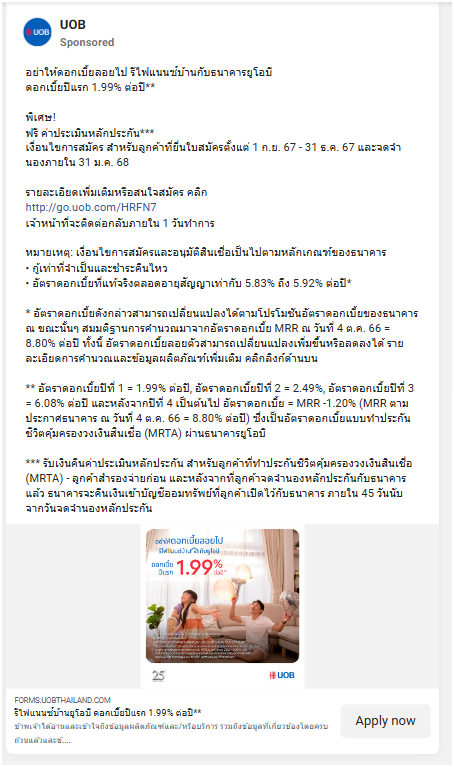 UOB
Sponsored
อย่าให้ดอกเบี้ยลอยไป รีไฟแนนซ์บ้านกับธนาคารยูโอบี
ดอกเบี้ยปีแรก 1.99% ต่อปี**
พิเศษ!
ฟรี ค่าประเมินหลักประกัน***
เงื่อนไขการสมัคร สำหรับลูกค้าที่ยื่นใบสมัครตั้งแต่ 1 ก.ย. 67 - 31 ธ.ค. 67 และจดจำ
นองภายใน 31 ม.ค. 68
รายละเอียดเพิ่มเติมหรือสนใจสมัคร คลิก
http://go.uob.com/HRFN7
เจ้าหน้าที่จะติดต่อกลับภายใน 1 วันทำการ
หมายเหตุ: เงื่อนไขการสมัครและอนุมัติสินเชื่อเป็นไปตามหลักเกณฑ์ของธนาคาร
• กู้เท่าที่จำเป็นและชำระคืนไหว
• อัตราดอกเบี้ยที่แท้จริงตลอดอายุสัญญาเท่ากับ 5.83% ถึง 5.92% ต่อปี*
* อัตราดอกเบี้ยดังกล่าวสามารถเปลี่ยนแปลงได้ตามโปรโมชันอัตราดอกเบี้ยของธนาคาร
ณ ขณะนั้นๆ สมมติฐานการคำนวณมาจากอัตราดอกเบี้ย MRR ณ วันที่ 4 ต.ค. 66 =
8.80% ต่อปี ทั้งนี้ อัตราดอกเบี้ยลอยตัวสามารถเปลี่ยนแปลงเพิ่มขึ้นหรือลดลงได้ ราย
ละเอียดการคำนวณและข้อมูลผลิตภัณฑ์เพิ่มเติม คลิกลิงก์ด้านบน
** อัตราดอกเบี้ยปีที่ 1 = 1.99% ต่อปี, อัตราดอกเบี้ยปีที่ 2 = 2.49%, อัตราดอกเบี้ยปีที่ 3
= 6.08% ต่อปี และหลังจากปีที่ 4 เป็นต้นไป อัตราดอกเบี้ย = MRR -1.20% (MRR ตาม
ประกาศธนาคาร ณ วันที่ 4 ต.ค. 66 = 8.80% ต่อปี) ซึ่งเป็นอัตราดอกเบี้ยแบบทำประกัน
ชีวิตคุ้มครองวงเงินสินเชื่อ (MRTA) ผ่านธนาคารยูโอบี
*** รับเงินคืนค่าประเมินหลักประกัน สำหรับลูกค้าที่ทำประกันชีวิตคุ้มครองวงเงินสินเชื่อ
(MRTA) - ลูกค้าสำรองจ่ายก่อน และหลังจากที่ลูกค้าจดจำนองหลักประกันกับธนาคาร
แล้ว ธนาคารจะคืนเงินเข้าบัญชีออมทรัพย์ที่ลูกค้าเปิดไว้กับธนาคาร ภายใน 45 วันนับ
จากวันจดจำนองหลักประกัน
อย่าให้ดอกเบี้ยลอยไป
รีไฟแนนซ์บ้านกับยูโอบี
ดอกเบี้ย
ปีแรก 1.99% ต่อปี**
25
UOB
FORMS.UOBTHAILAND.COM
รีไฟแนนซ์บ้านยูโอบี ดอกเบี้ยปีแรก 1.99% ต่อปี**
ข้าพเจ้าได้อ่านและเข้าใจถึงข้อมูลผลิตภัณฑ์และ/หรือบริการ รวมถึงข้อมูลที่เกี่ยวข้องโดยครบ
ถ้วนแล้วและข้....
Apply now